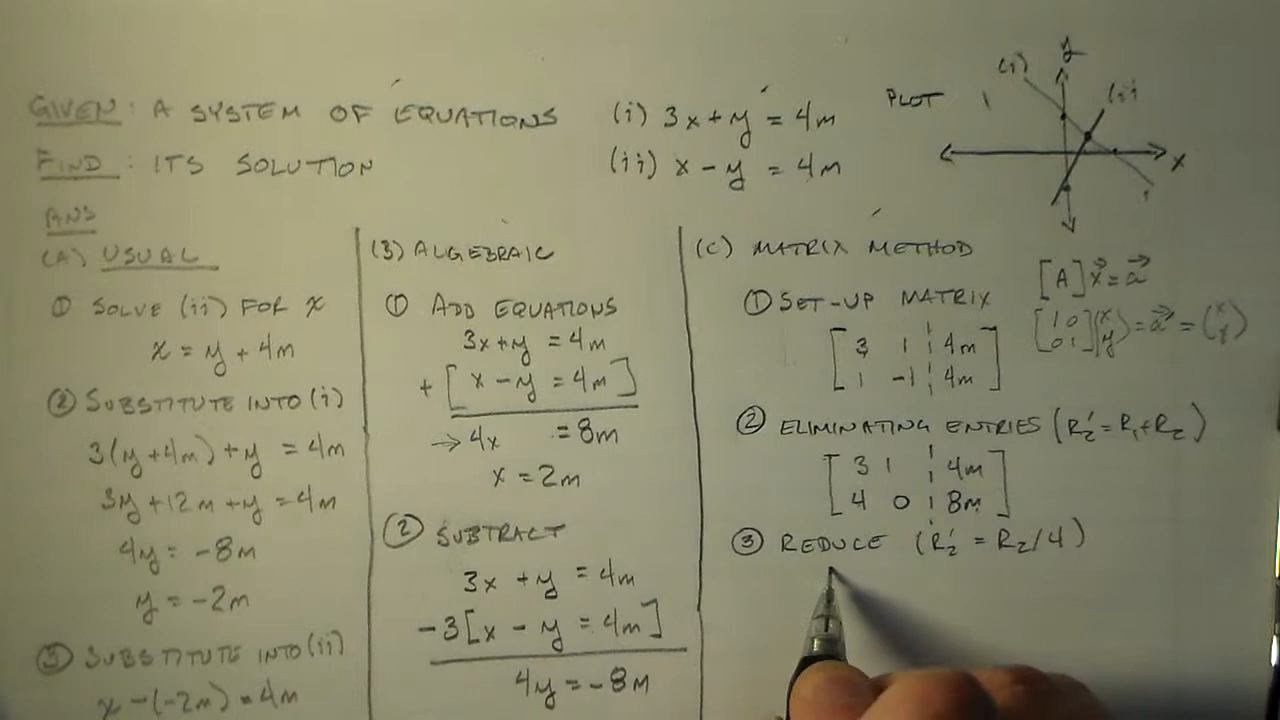 GIVEN: A SYSTEM OF EQUATIONS (i) 3x+y = 4m
FIND: ITS SOLUTION (ii) x - y = 4m
PLOT
(i)
y
(ii
x
ANS
(A) USUAL
① SOLVE (ii) FOR x
x = y + 4m
② SUBSTITUTE INTO (i)
3(y+4m)+y = 4m
3y+12m+y=4m
4y = -8m
y = -2m
③ SUBSTITUTE INTO (ii)
x-(-2m)=4m
(B) ALGEBRAIC
① ADD EQUATIONS
3x+y = 4m
+ [x - y = 4m]
→ 4x = 8m
x = 2m
② SUBTRACT
3x + y = 4m
-3[x - y = 4m]
4y = -8m
(C) MATRIX METHOD
① SET-UP MATRIX
[3 1 ¦ 4m
1 -1 ¦ 4m]
② ELIMINATING ENTRIES (R₂' = R₁+R₂)
[3 1 ¦ 4m
4 0 ¦ 8m]
③ REDUCE (R₂' = R₂/4)
[A]x⃗ = a⃗
[1 0
0 1](x
y) = a⃗' = (x
y)